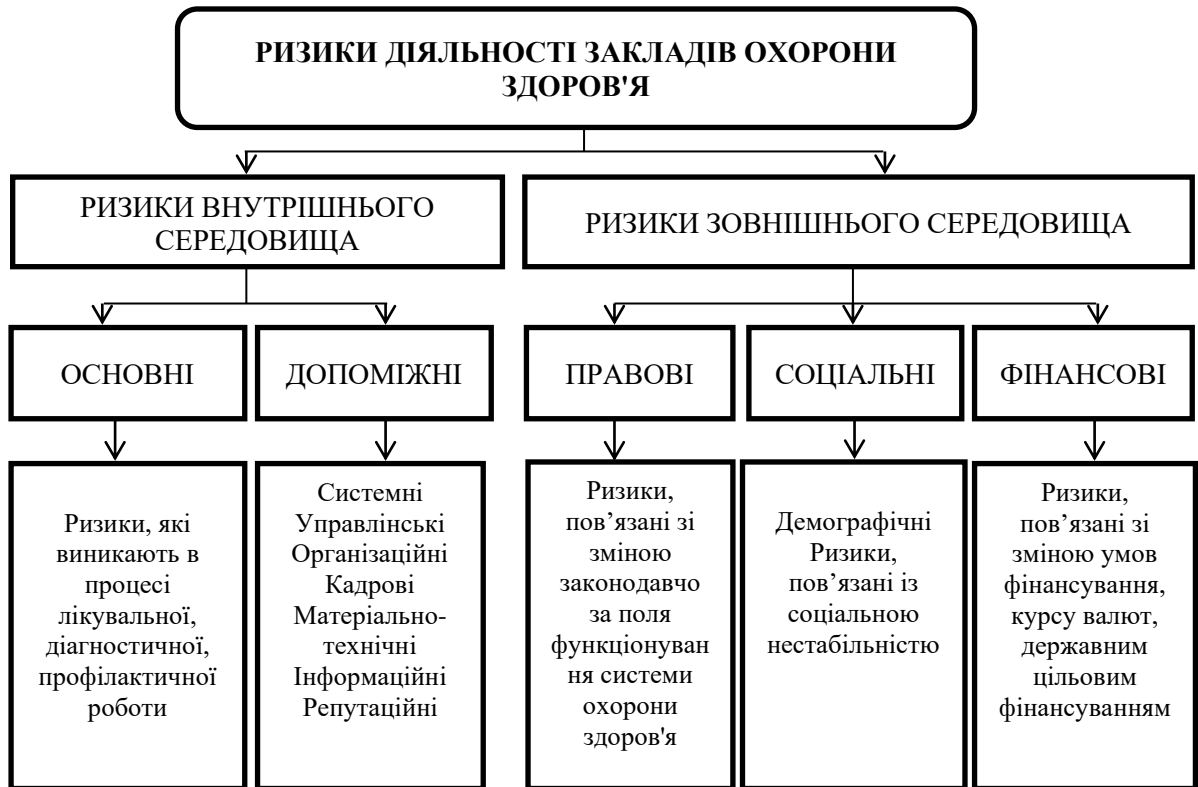 РИЗИКИ ДІЯЛЬНОСТІ ЗАКЛАДІВ ОХОРОНИ
ЗДОРОВ'Я
РИЗИКИ ВНУТРІШНЬОГО
СЕРЕДОВИЩА
РИЗИКИ ЗОВНІШНЬОГО СЕРЕДОВИЩА
ОСНОВНІ
ДОПОМІЖНІ
ПРАВОВІ
СОЦІАЛЬНІ
ФІНАНСОВІ
Ризики, які
виникають в
процесі
лікувальної,
діагностичної,
профілактичної
роботи
Системні
Управлінські
Організаційні
Кадрові
Матеріально-
технічні
Інформаційні
Репутаційні
Ризики,
пов’язані зі
зміною
законодавчо
за поля
функціонуван
ня системи
охорони
здоров'я
Демографічні
Ризики,
пов’язані із
соціальною
нестабільністю
Ризики,
пов’язані зі
зміною умов
фінансування,
курсу валют,
державним
цільовим
фінансуванням